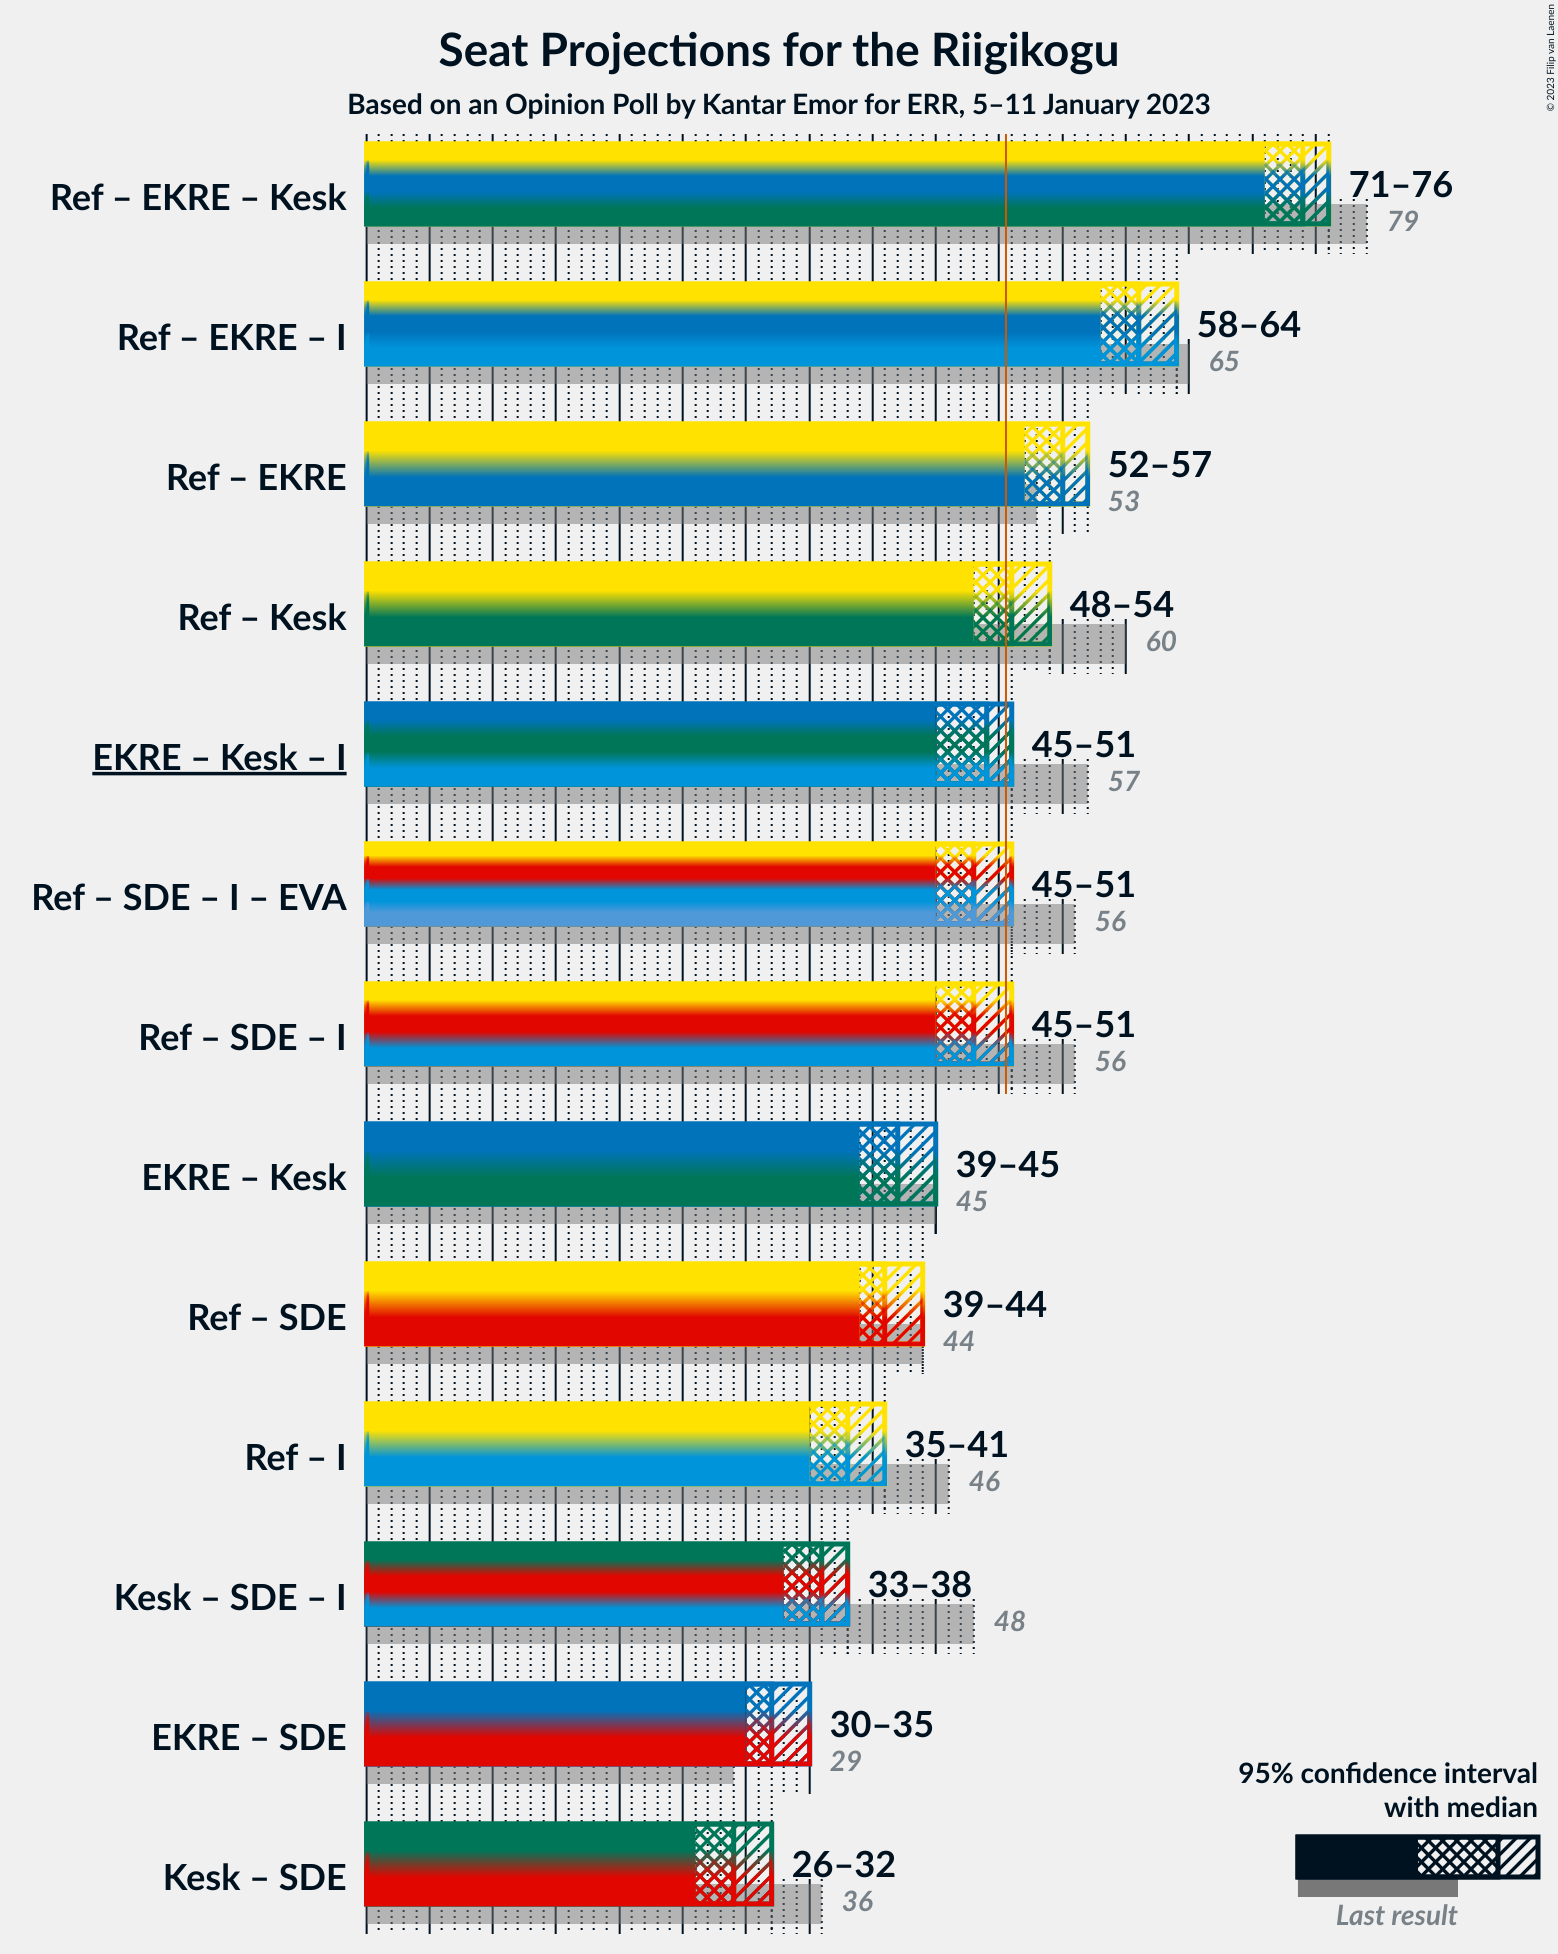 Seat Projections for the Riigikogu
Based on an Opinion Poll by Kantar Emor for ERR, 5–11 January 2023
© 2023 Filip van Laenen
Ref – EKRE – Kesk
71–76
79
Ref – EKRE – I
58–64
65
Ref – EKRE
52–57
53
Ref – Kesk
48–54
60
EKRE – Kesk – I
45–51
57
Ref – SDE – I – EVA
45–51
56
Ref – SDE – I
45–51
56
EKRE – Kesk
39–45
45
Ref – SDE
39–44
44
Ref – I
35–41
46
Kesk – SDE – I
33–38
48
EKRE – SDE
30–35
29
Kesk – SDE
26–32
36
95% confidence interval
with median
Last result